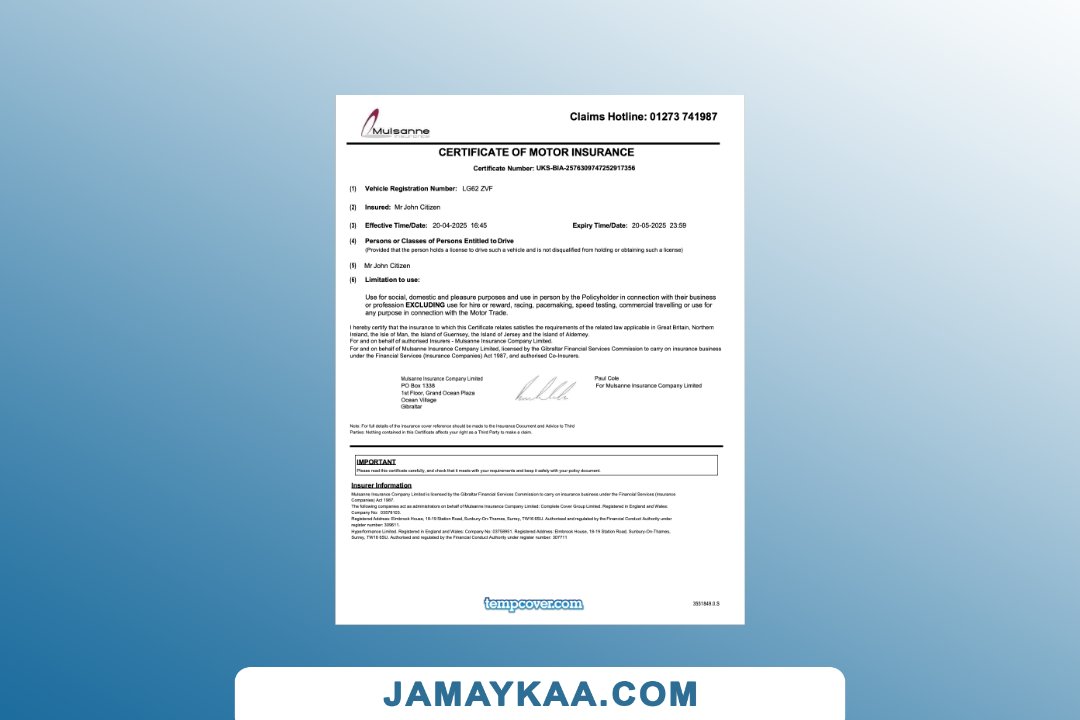 Mulsanne
Insurance
Claims Hotline: 01273 741987
CERTIFICATE OF MOTOR INSURANCE
Certificate Number: UKS-BIA-2576309747252917356
(1) Vehicle Registration Number: LG62 ZVF
(2) Insured: Mr John Citizen
(3) Effective Time/Date: 20-04-2025 16:45 Expiry Time/Date: 20-05-2025 23:59
(4) Persons or Classes of Persons Entitled to Drive
(Provided that the person holds a license to drive such a vehicle and is not disqualified from holding or obtaining such a license)
(5) Mr John Citizen
(6) Limitation to use:
Use for social, domestic and pleasure purposes and use in person by the Policyholder in connection with their business
or profession EXCLUDING use for hire or reward, racing, pacemaking, speed testing, commercial travelling or use for
any purpose in connection with the Motor Trade.
I hereby certify that the insurance to which this Certificate relates satisfies the requirements of the related law applicable in Great Britain, Northern
Ireland, the Isle of Man, the Island of Guernsey, the Island of Jersey and the Island of Alderney.
For and on behalf of authorised Insurers - Mulsanne Insurance Company Limited.
For and on behalf of Mulsanne Insurance Company Limited, licensed by the Gibraltar Financial Services Commission to carry on insurance business
under the Financial Services (Insurance Companies) Act 1987, and authorised Co-Insurers.
Mulsanne Insurance Company Limited
PO Box 1338
1st Floor, Grand Ocean Plaza
Ocean Village
Gibraltar
Paul Cole
For Mulsanne Insurance Company Limited
Note: For full details of the insurance cover reference should be made to the Insurance Document and Advice to Third
Parties. Nothing contained in this Certificate affects your right as a Third Party to make a claim.
IMPORTANT
Please read this certificate carefully, and check that it meets with your requirements and keep it safely with your policy document.
Insurer Information
Mulsanne Insurance Company Limited is licensed by the Gibraltar Financial Services Commission to carry on insurance business under the Financial Services (Insurance
Companies) Act 1987.
The following companies act as administrators on behalf of Mulsanne Insurance Company Limited: Complete Cover Group Limited. Registered in England and Wales:
Company No.
Registered Address: Elmbrook House, 18-19 Station Road, Sunbury-On-Thames, Surrey, TW16 6SU. Authorised and regulated by the Financial Conduct Authority under
register number:
Hyperformance Limited. Registered in England and Wales: Company No: Registered Address: Elmbrook House, 18-19 Station Road, Sunbury-On-Thames,
Surrey, TW16 6SU. Authorised and regulated by the Financial Conduct Authority under register number: 307711.
tempcover.com
JAMAYKAA.COM